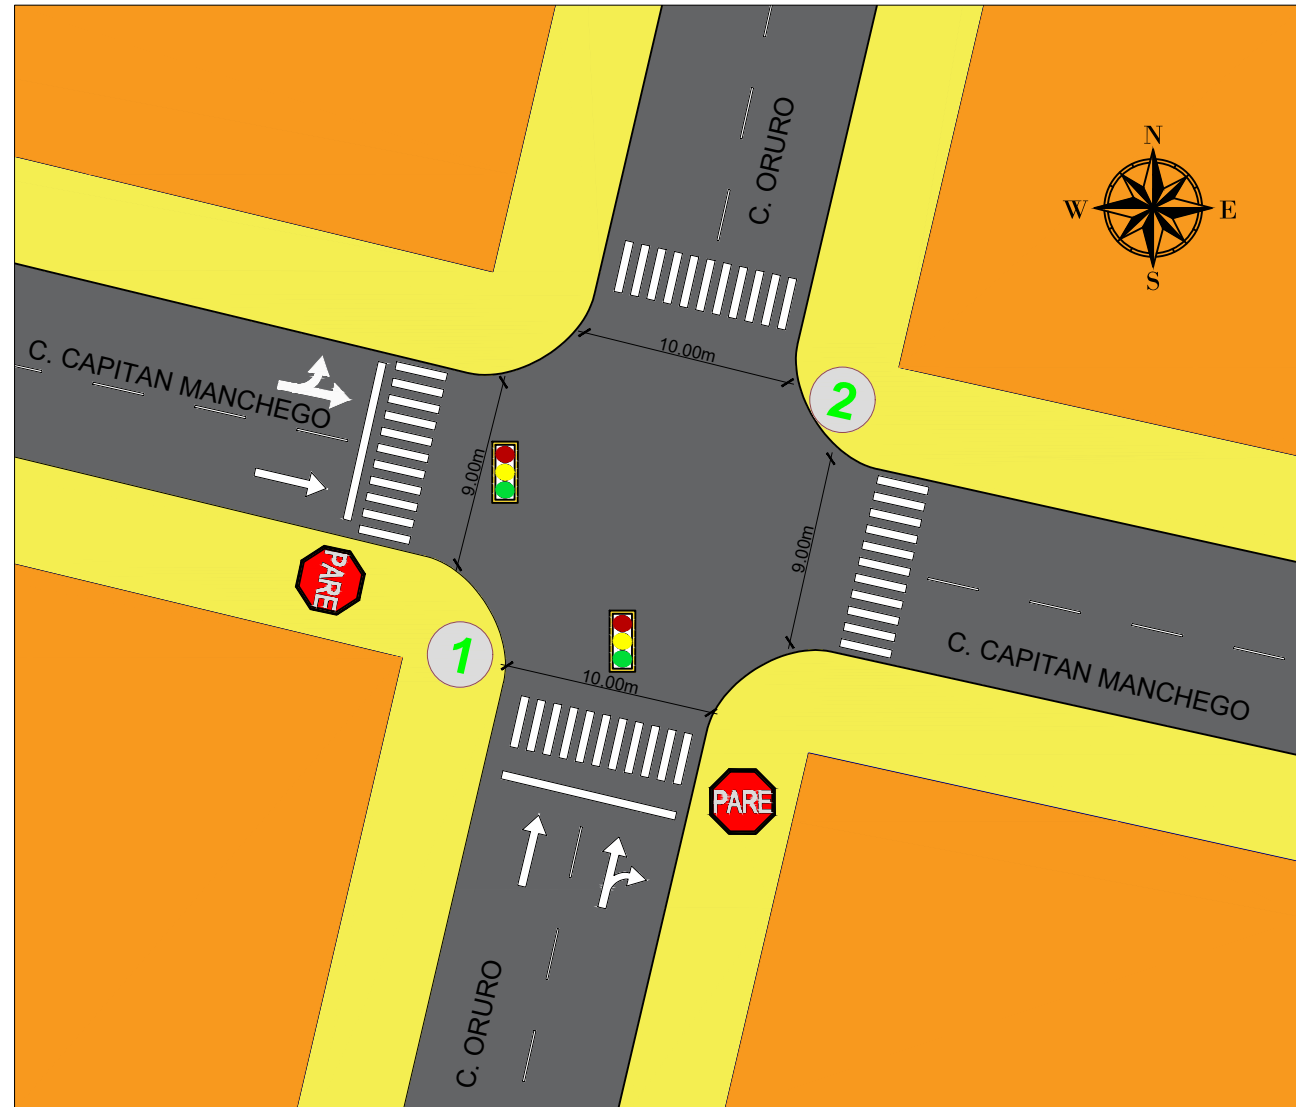 C. ORURO
N
W
E
S
10.00m
C. CAPITAN MANCHEGO
2
9.00m
9.00m
PARE
1
C. CAPITAN MANCHEGO
10.00m
PARE
C. ORURO